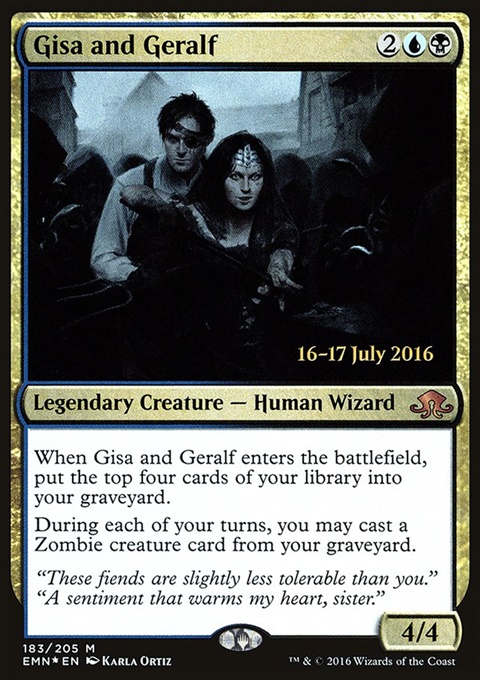 Gisa and Geralf 2
16–17 July 2016
Legendary Creature — Human Wizard
When Gisa and Geralf enters the battlefield,
put the top four cards of your library into
your graveyard.
During each of your turns, you may cast a
Zombie creature card from your graveyard.
“These fiends are slightly less tolerable than you.”
“A sentiment that warms my heart, sister.”
4/4
183/205 M
EMN★EN Karla Ortiz
™ & © 2016 Wizards of the Coast